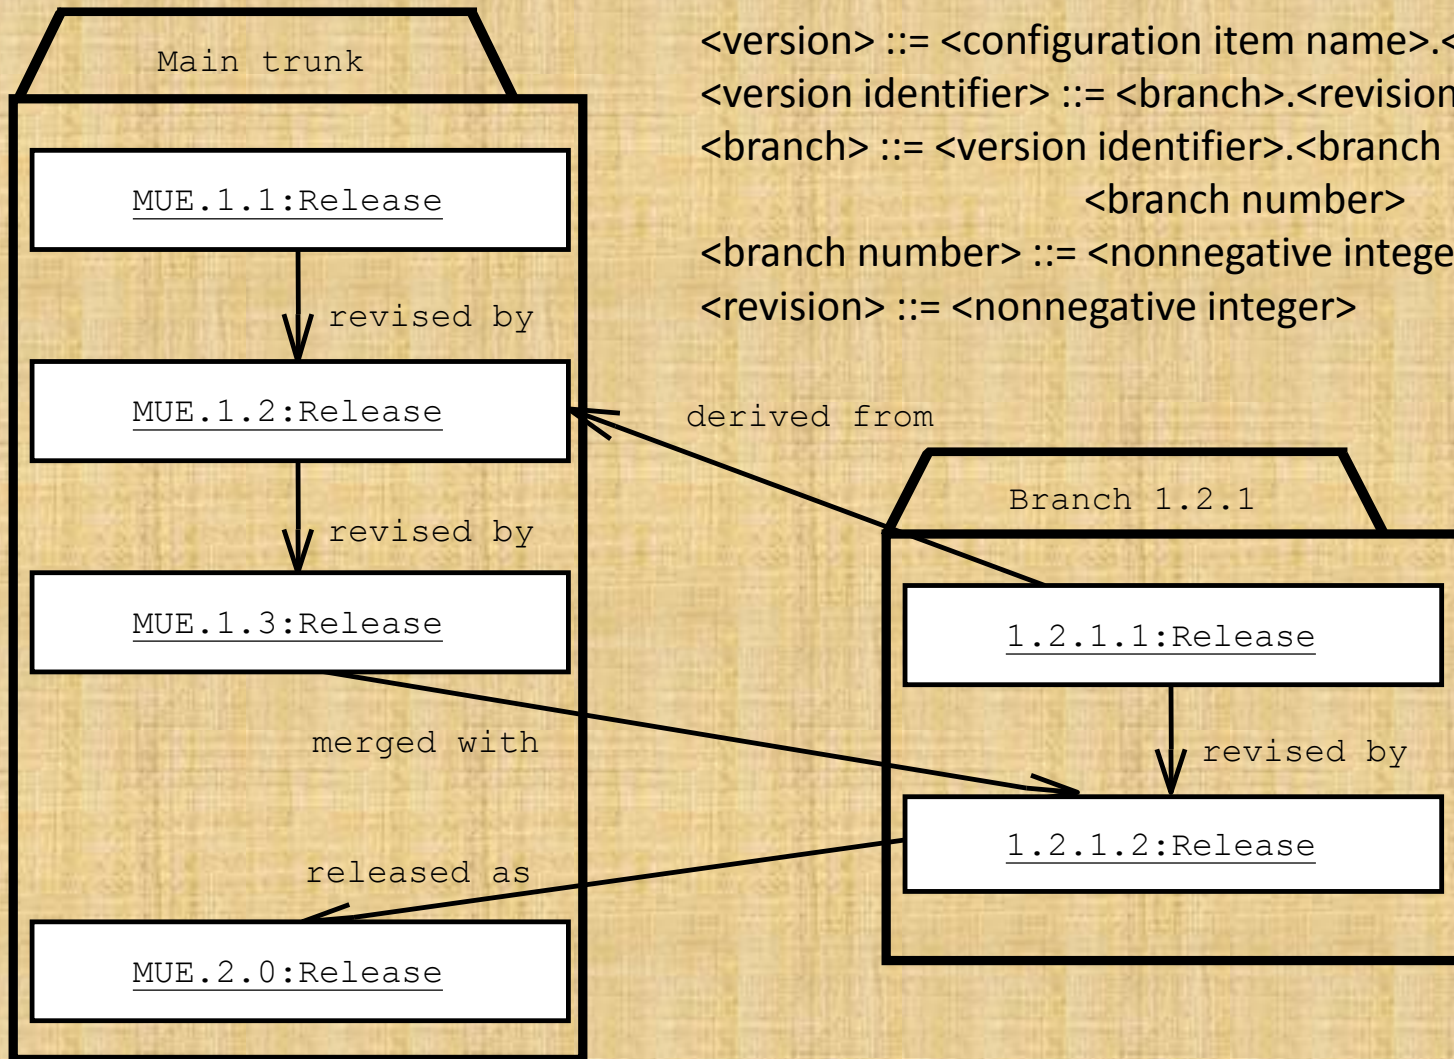 Main trunk
<version> ::= <configuration item name>.<
<version identifier> ::= <branch>.<revision
<branch> ::= <version identifier>.<branch
<branch number>
<branch number> ::= <nonnegative intege
<revision> ::= <nonnegative integer>
MUE.1.1:Release
revised by
MUE.1.2:Release
derived from
revised by
MUE.1.3:Release
merged with
released as
MUE.2.0:Release
Branch 1.2.1
1.2.1.1:Release
revised by
1.2.1.2:Release